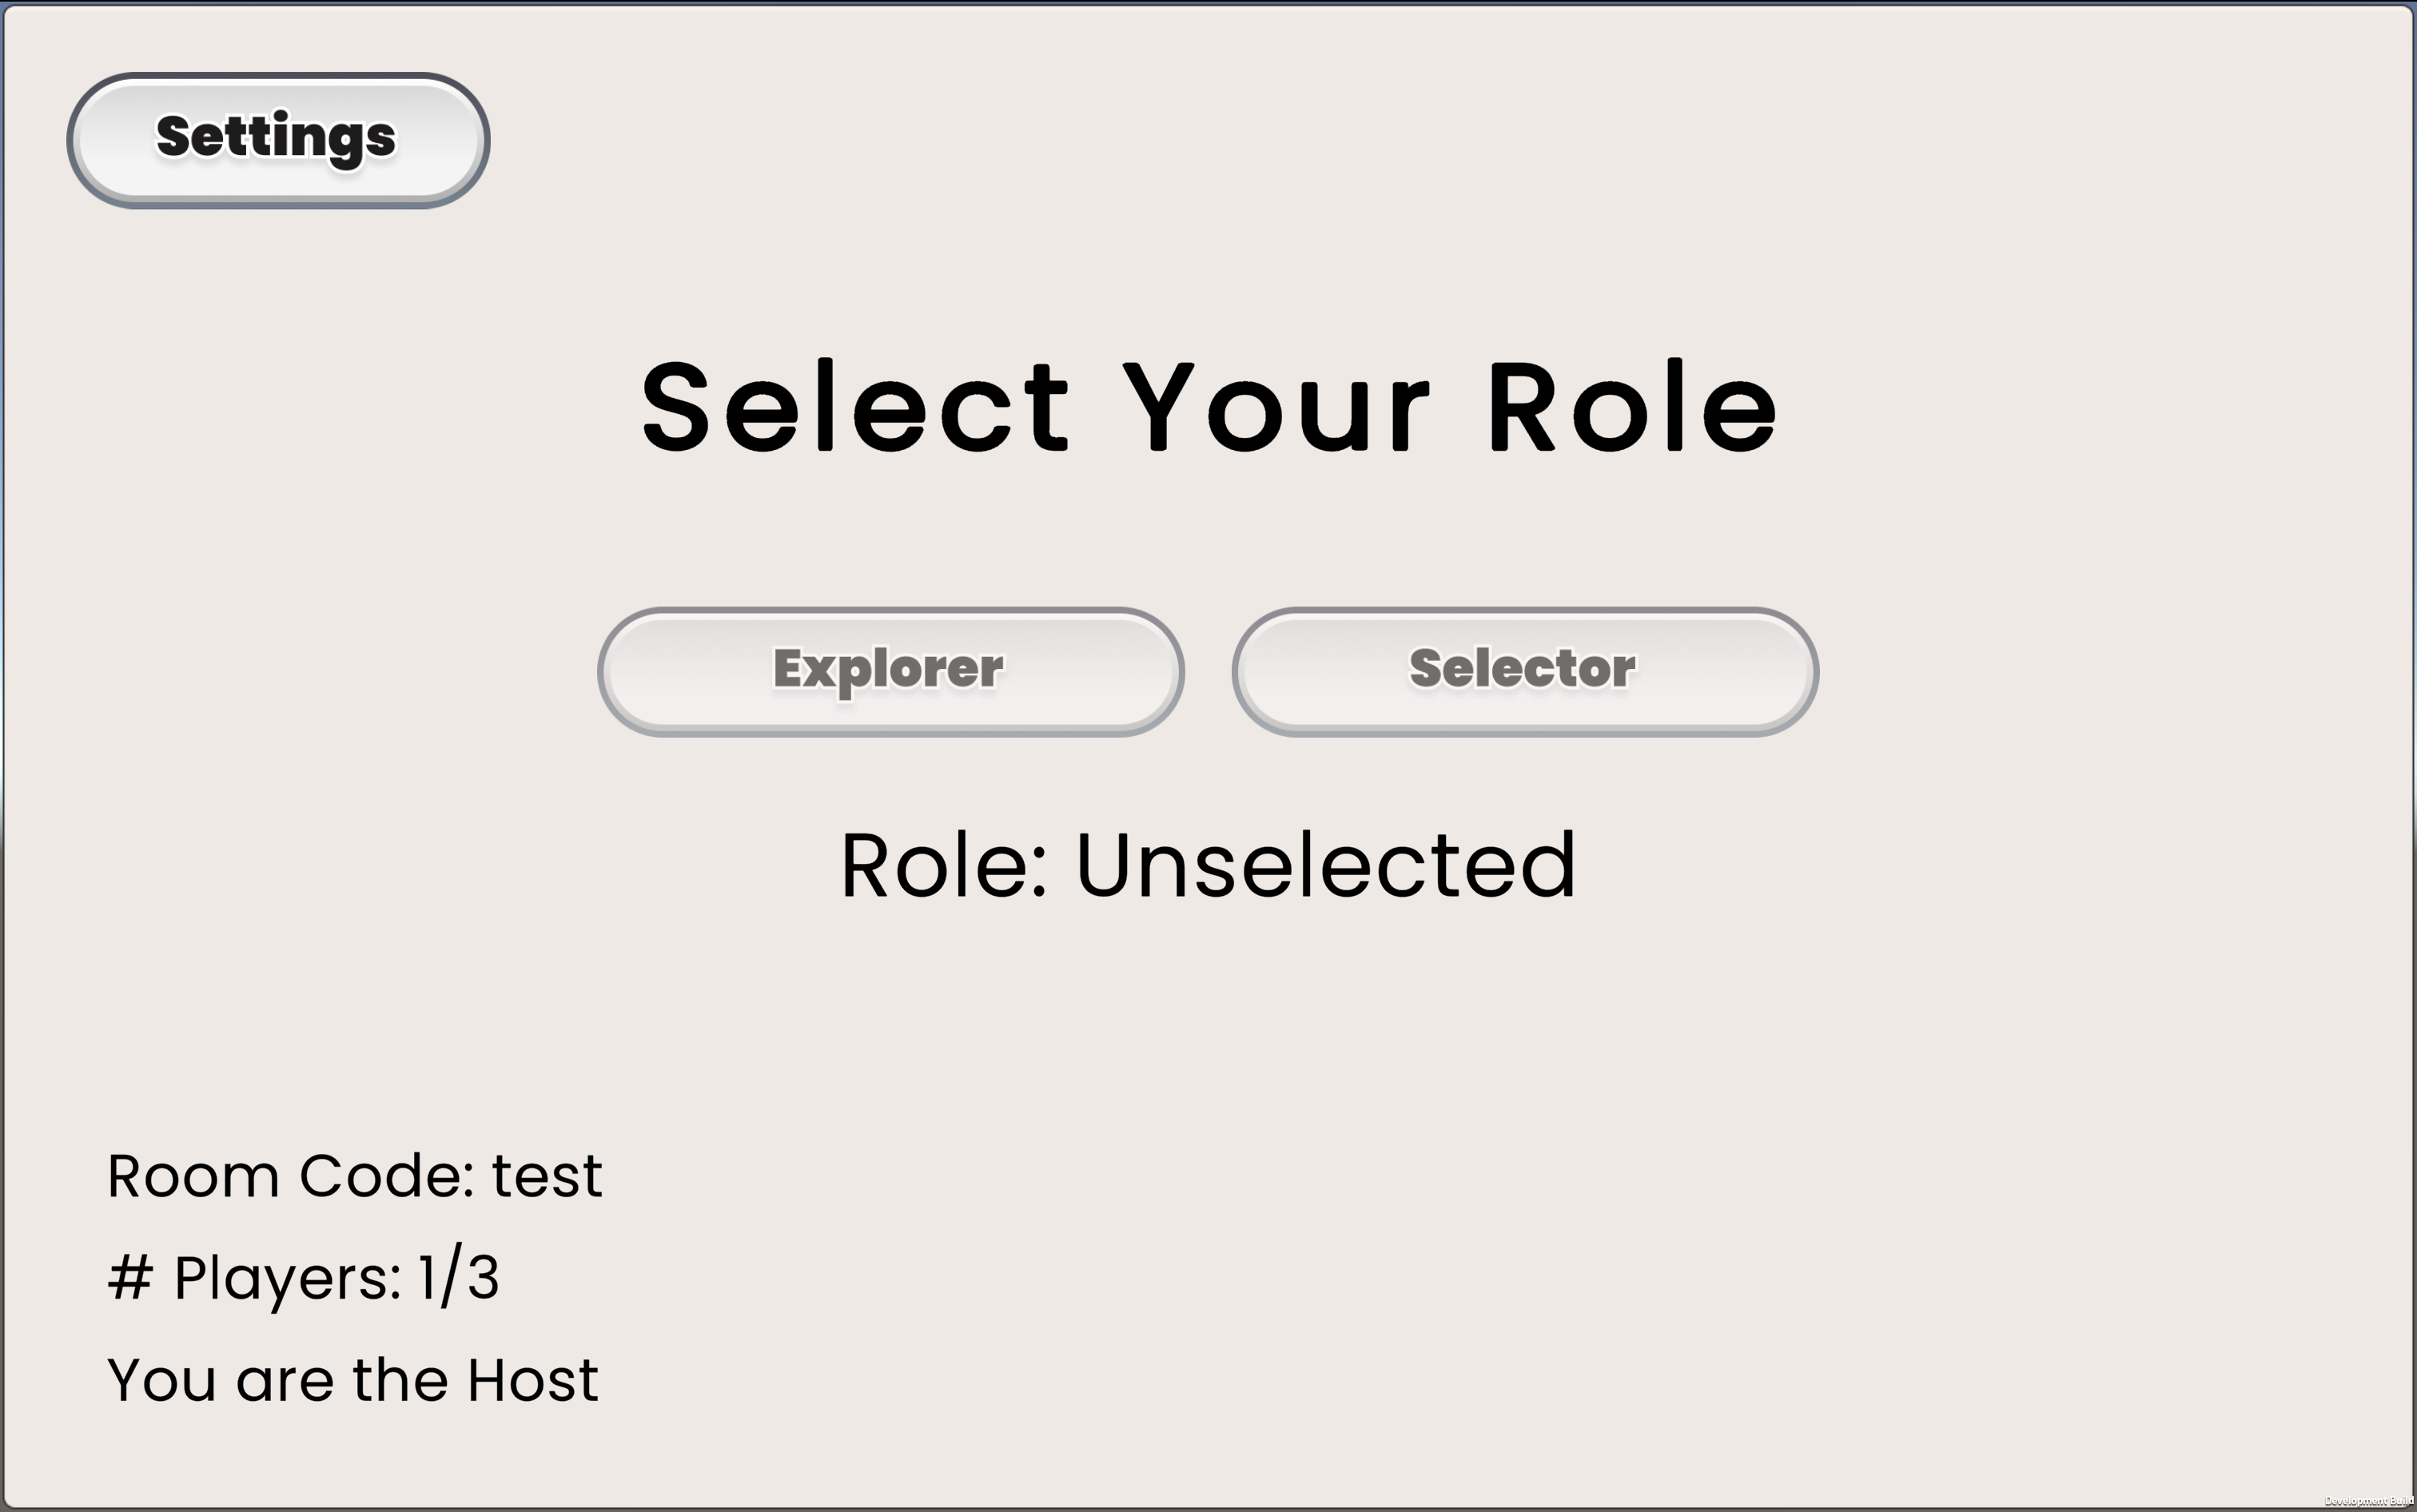 Settings
Select Your Role
Explorer Selector
Role: Unselected
Room Code: test
# Players: 1/3
You are the Host
Development Build